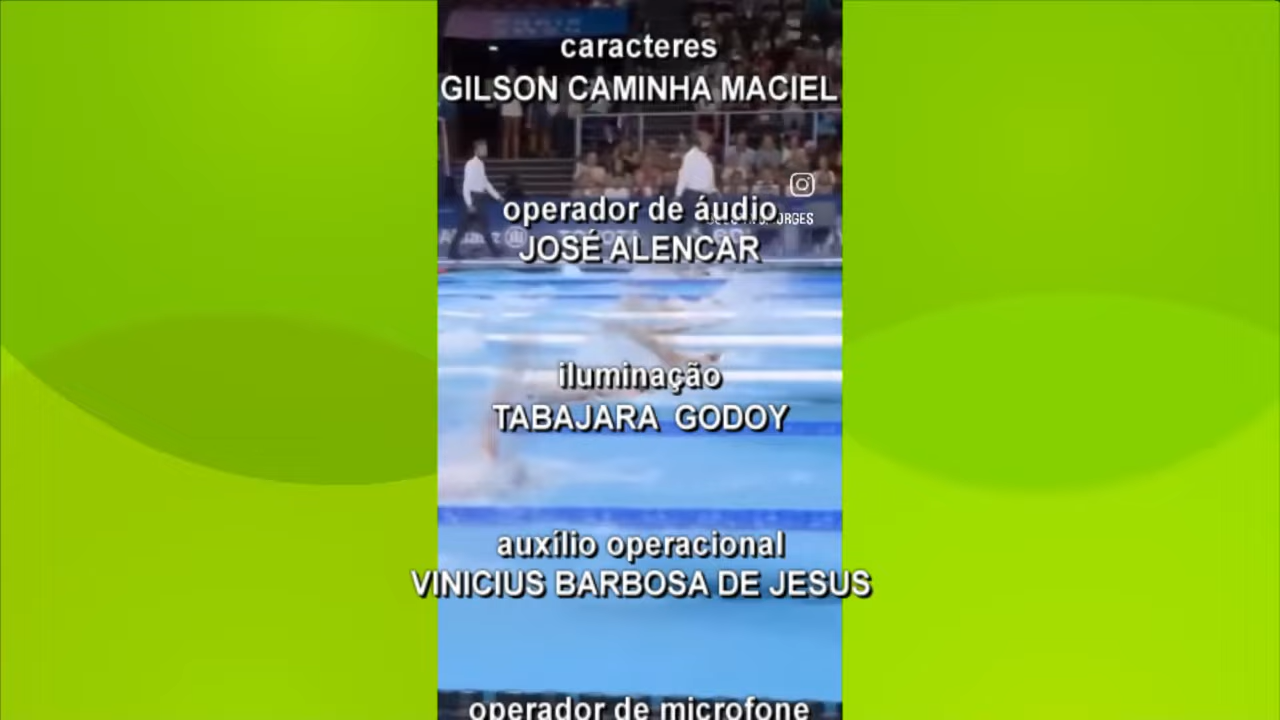 caracteres
GILSON CAMINHA MACIEL
operador de áudio
JOSÉ ALENCAR
TOYOTA
iluminação
TABAJARA GODOY
auxílio operacional
VINICIUS BARBOSA DE JESUS
operador de microfone